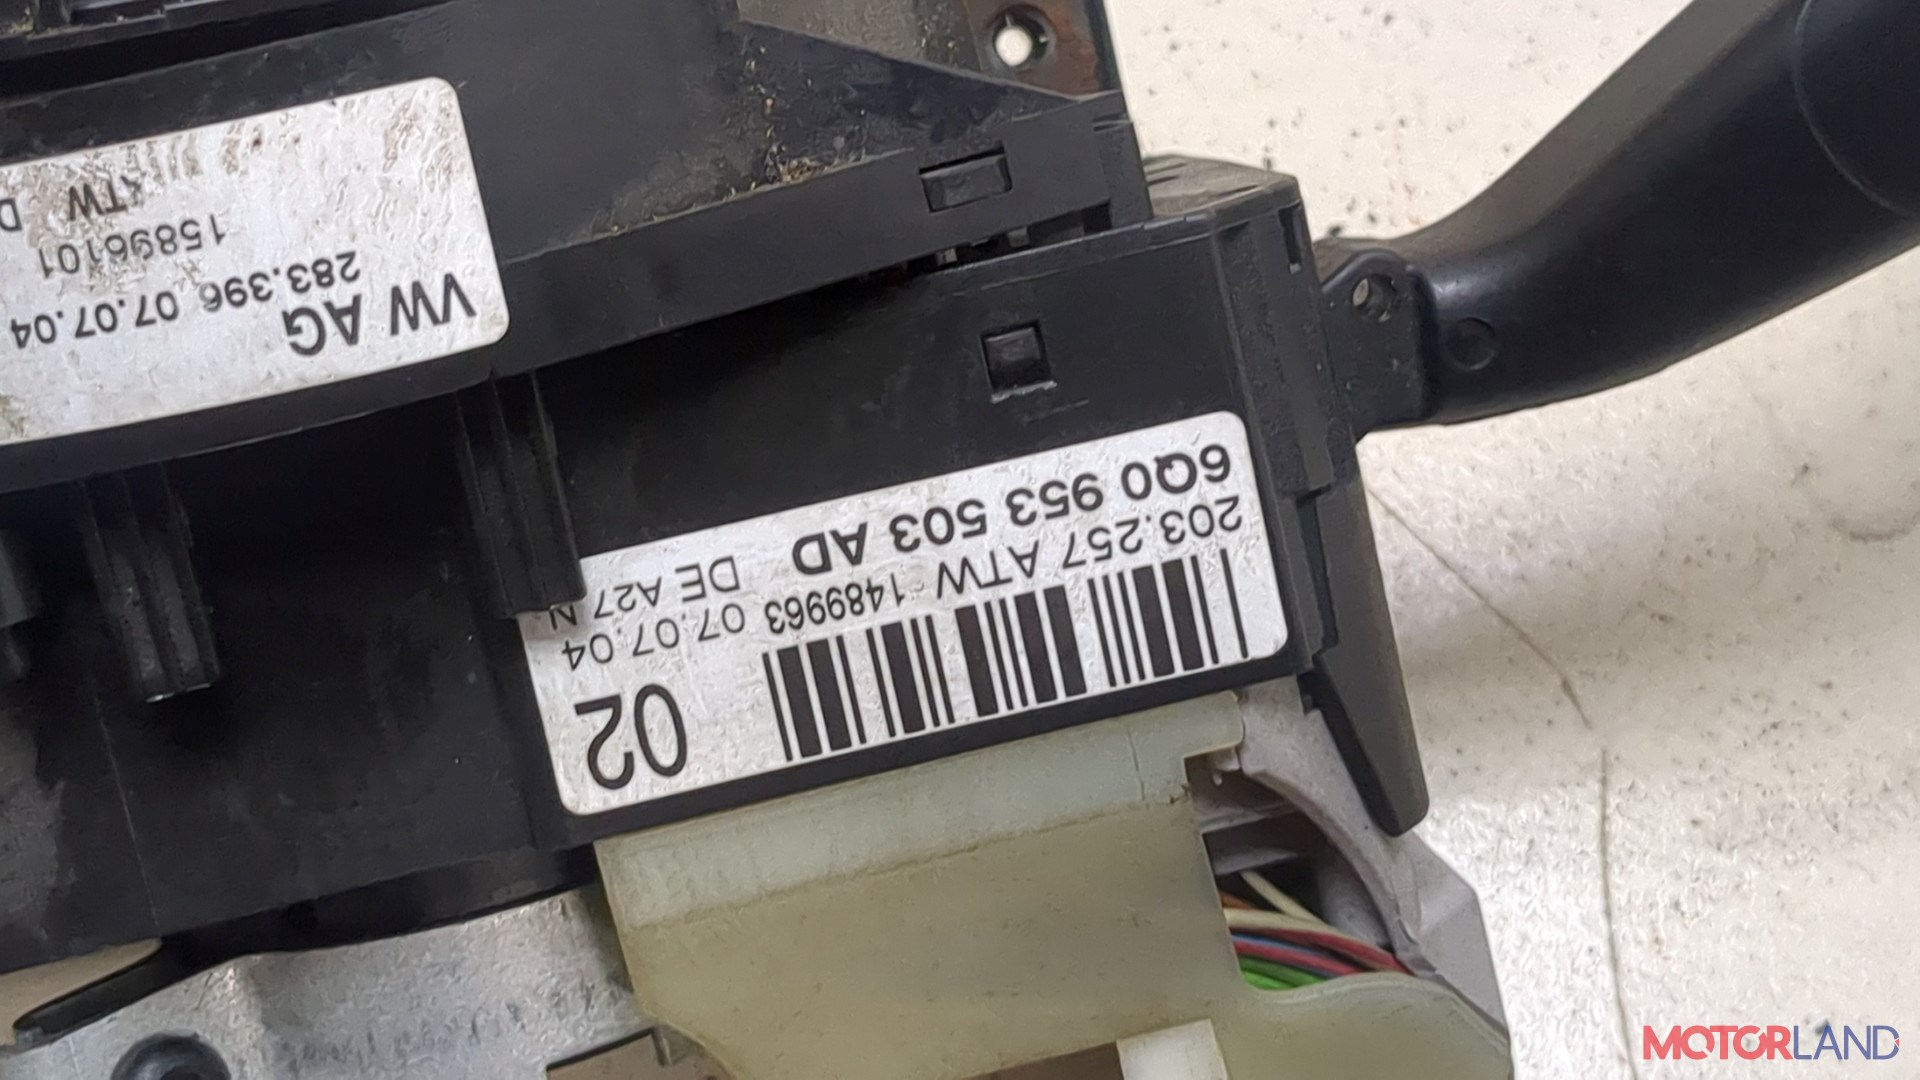 VW AG
283.396 07.07.04
15896101
ATW D
6Q0 953 503 AD DE A27 N
203.257 ATW 1489963 07.07.04
02
MOTORLAND